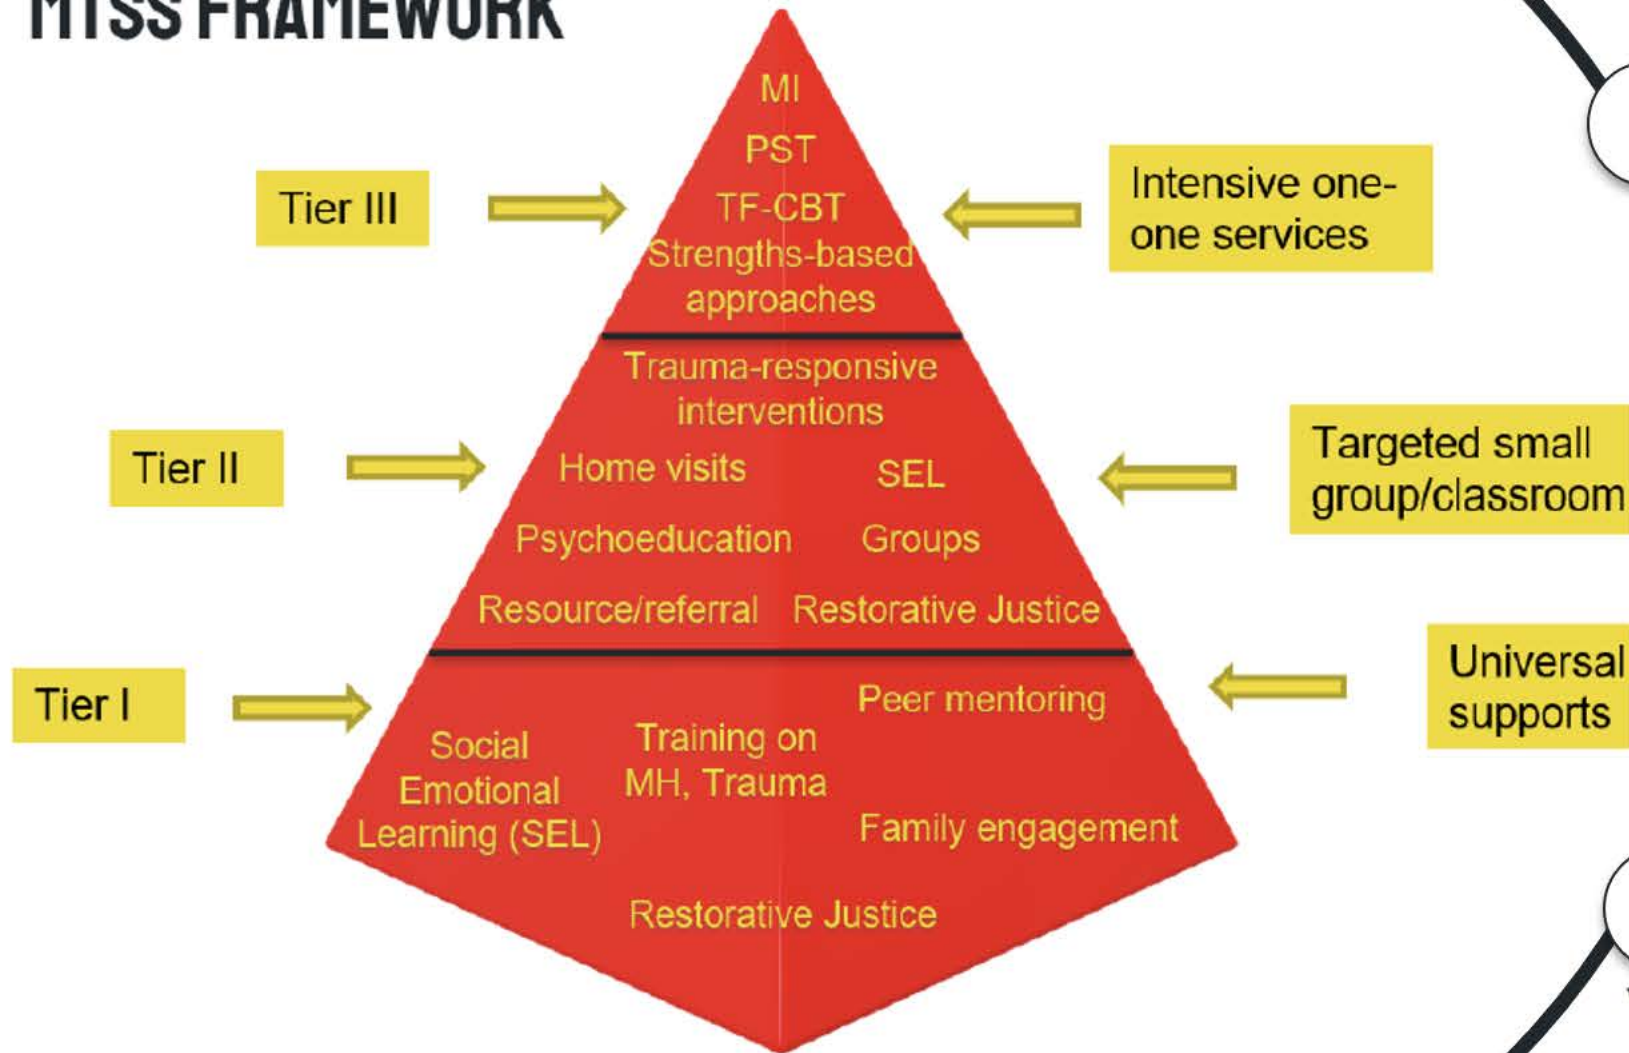 MTSS FRAMEWORK
MI
PST
Tier III
TF-CBT
Strengths-based
approaches
Intensive one-
one services
Trauma-responsive
interventions
Tier II
Home visits
SEL
Psychoeducation
Groups
Resource/referral
Restorative Justice
Targeted small
group/classroom
Tier I
Peer mentoring
Social
Emotional
Learning (SEL)
Training on
MH, Trauma
Family engagement
Restorative Justice
Universal
supports